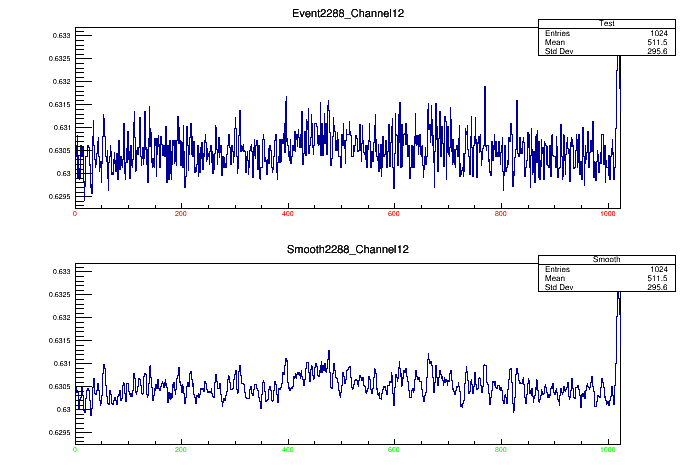 Event2288_Channel12
Test
Entries 1024
Mean 511.5
Std Dev 295.6
0.633
0.6325
0.632
0.6315
0.631
0.6305
0.63
0.6295
0 200 400 600 800 1000
Smooth2288_Channel12
Smooth
Entries 1024
Mean 511.5
Std Dev 295.6
0.633
0.6325
0.632
0.6315
0.631
0.6305
0.63
0.6295
0 200 400 600 800 1000